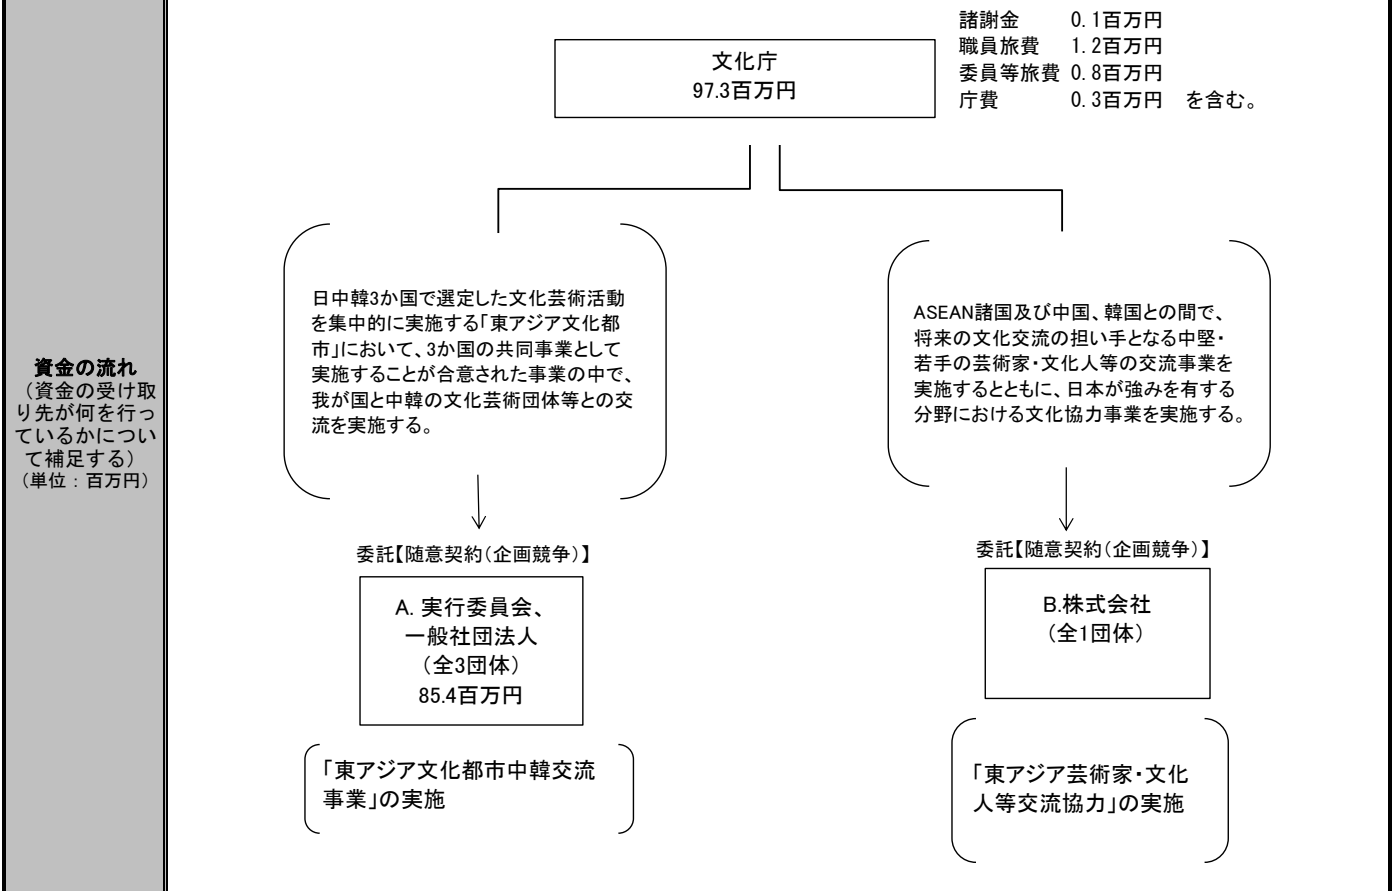 資金の流れ
(資金の受け取
り先が何を行っ
ているかについ
て補足する)
(単位:百万円)
文化庁
97.3百万円
諸謝金 0.1百万円
職員旅費 1.2百万円
委員等旅費 0.8百万円
庁費 0.3百万円 を含む。
日中韓3か国で選定した文化芸術活動
を集中的に実施する「東アジア文化都
市」において、3か国の共同事業として
実施することが合意された事業の中で、
我が国と中韓の文化芸術団体等との交
流を実施する。
委託【随意契約(企画競争)】
A. 実行委員会、
一般社団法人
(全3団体)
85.4百万円
「東アジア文化都市中韓交流
事業」の実施
ASEAN諸国及び中国、韓国との間で、
将来の文化交流の担い手となる中堅・
若手の芸術家・文化人等の交流事業を
実施するとともに、日本が強みを有する
分野における文化協力事業を実施する。
委託【随意契約(企画競争)】
B.株式会社
(全1団体)
「東アジア芸術家・文化
人等交流協力」の実施